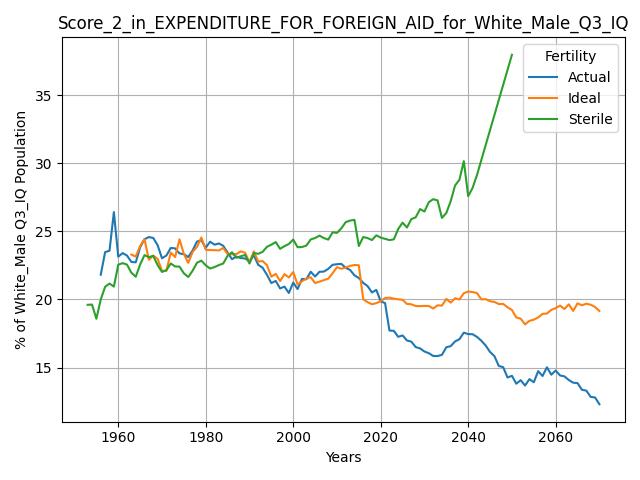 Score_2_in_EXPENDITURE_FOR_FOREIGN_AID_for_White_Male_Q3_IQ
Fertility
Actual
Ideal
Sterile
% of White_Male Q3_IQ Population
35
30
25
20
15
1960
1980
2000
2020
2040
2060
Years